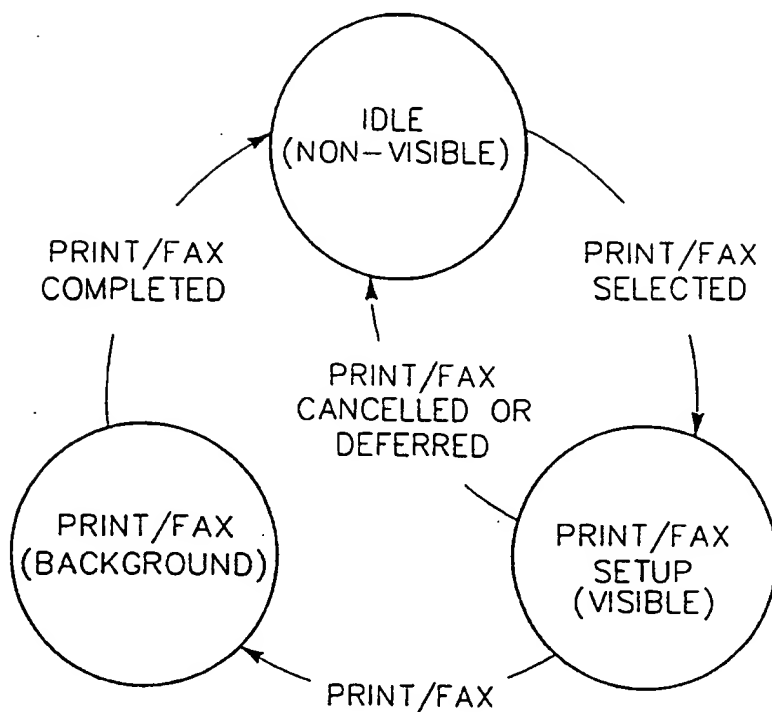 IDLE
(NON-VISIBLE)
PRINT/FAX
COMPLETED
PRINT/FAX
SELECTED
PRINT/FAX
CANCELLED OR
DEFERRED
PRINT/FAX
(BACKGROUND)
PRINT/FAX
SETUP
(VISIBLE)
PRINT/FAX